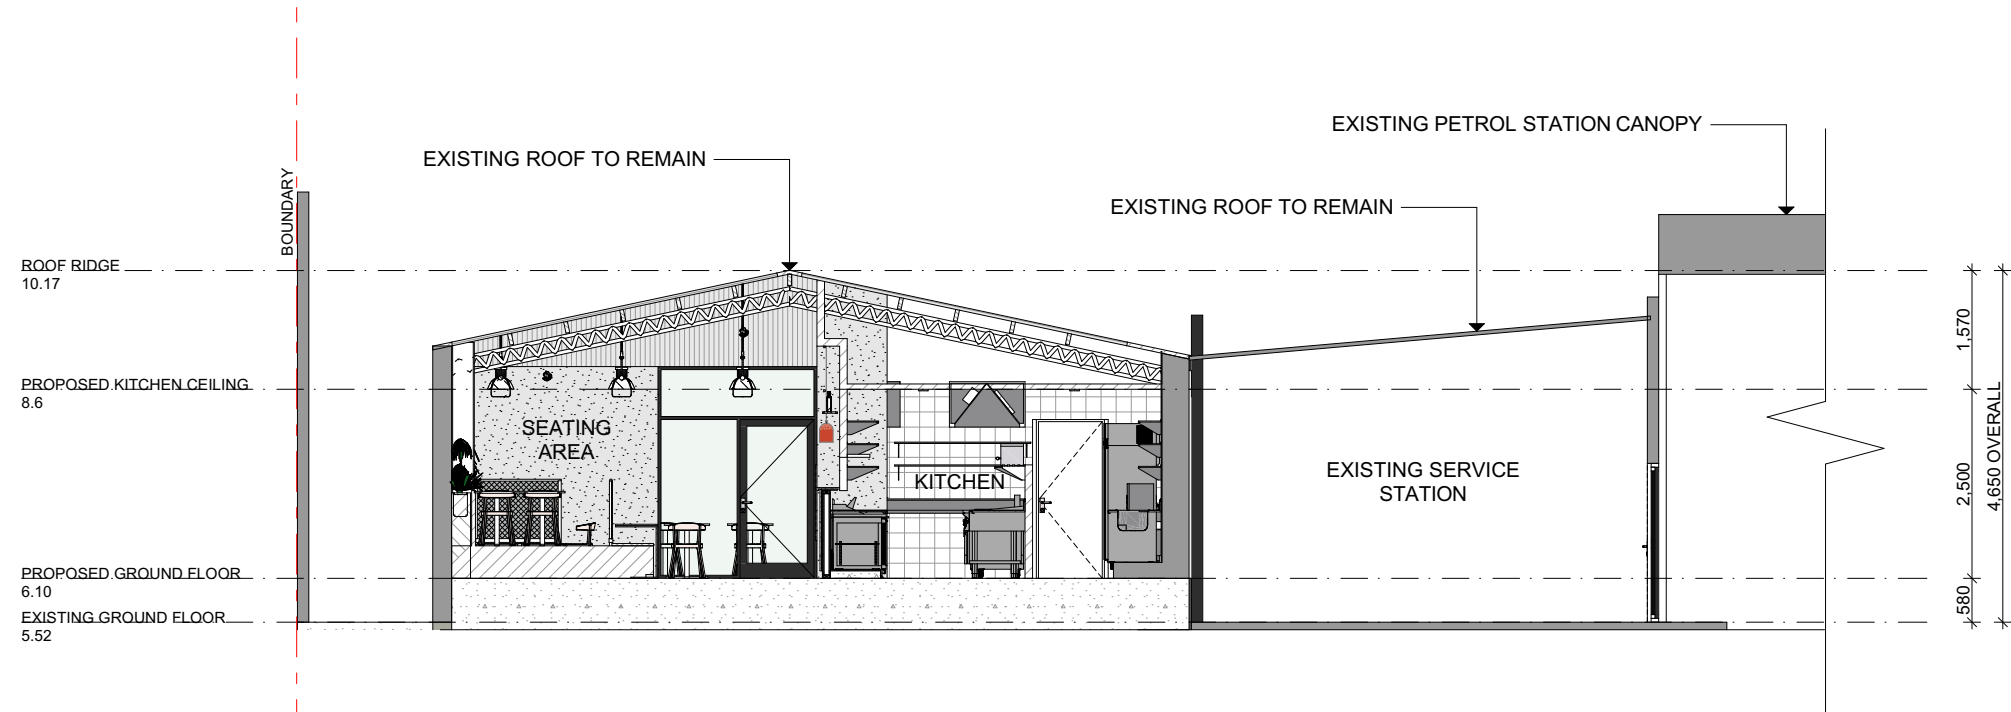 EXISTING PETROL STATION CANOPY
EXISTING ROOF TO REMAIN
EXISTING ROOF TO REMAIN
BOUNDARY
ROOF RIDGE
10.17
PROPOSED KITCHEN CEILING
8.6
PROPOSED GROUND FLOOR
6.10
EXISTING GROUND FLOOR
5.52
SEATING
AREA
KITCHEN
EXISTING SERVICE
STATION
1,570
2,500
580
4,650 OVERALL